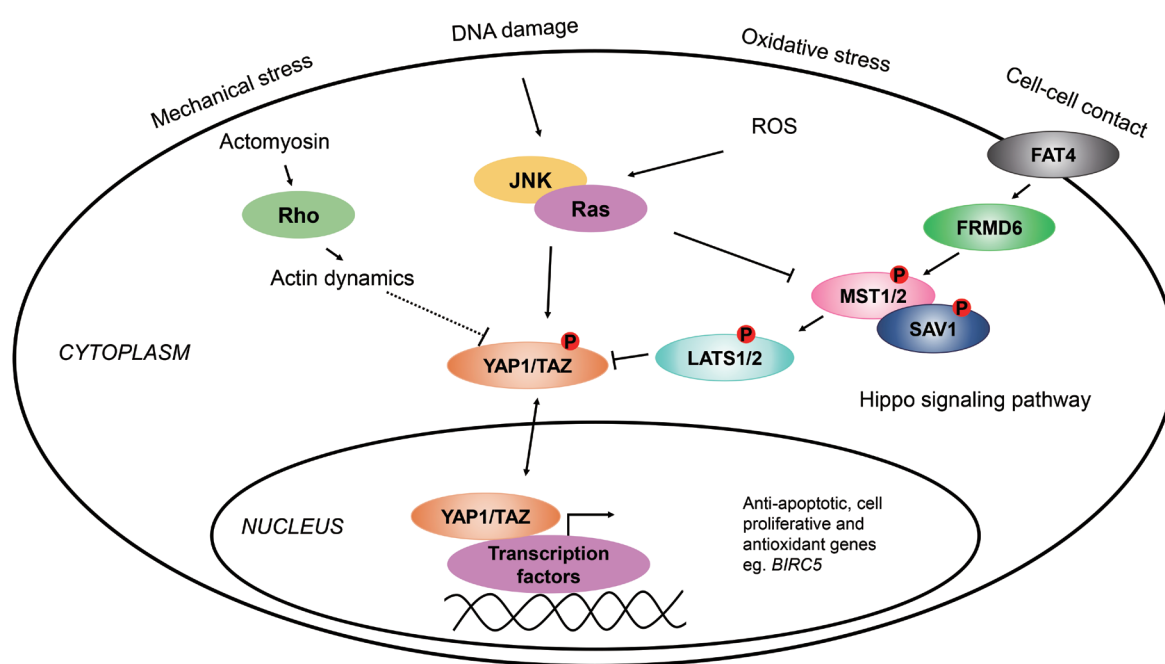 DNA damage
Oxidative stress
Mechanical stress
Cell-cell contact
Actomyosin
ROS
FAT4
JNK
Ras
Rho
FRMD6
Actin dynamics
P
MST1/2
P
SAV1
CYTOPLASM
P
YAP1/TAZ
P
LATS1/2
Hippo signaling pathway
NUCLEUS
YAP1/TAZ
Transcription
factors
Anti-apoptotic, cell
proliferative and
antioxidant genes
eg. BIRC5